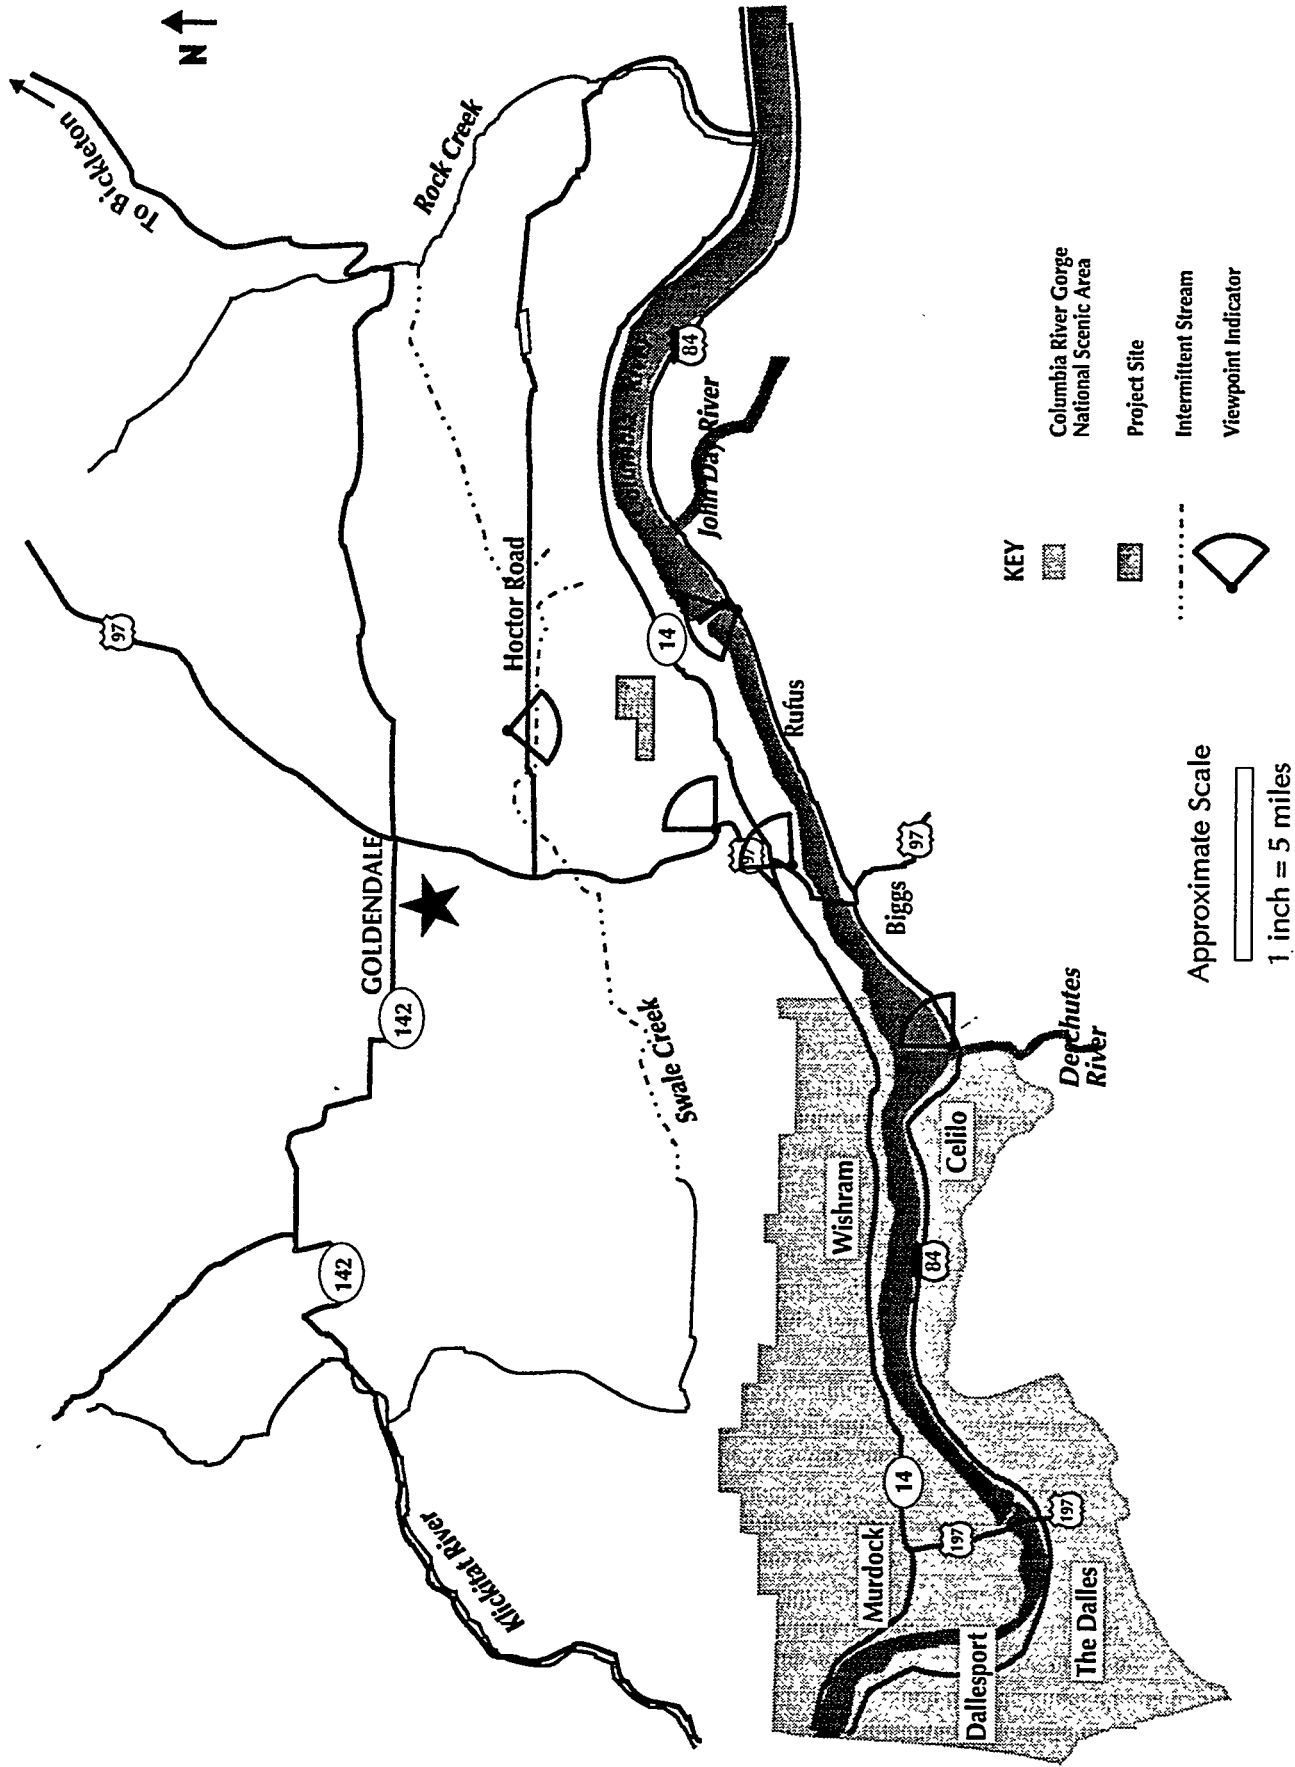 N
To Bickleton
Rock Creek
97
GOLDENDALE
142
142
Hoctor Road
Swale Creek
Klickitat River
14
84
John Day River
Rufus
97
97
Biggs
Deschutes
River
Wishram
Celilo
84
14
Murdock
197
197
Dallesport
The Dalles
KEY
Columbia River Gorge
National Scenic Area
Project Site
Intermittent Stream
Viewpoint Indicator
Approximate Scale
1 inch = 5 miles